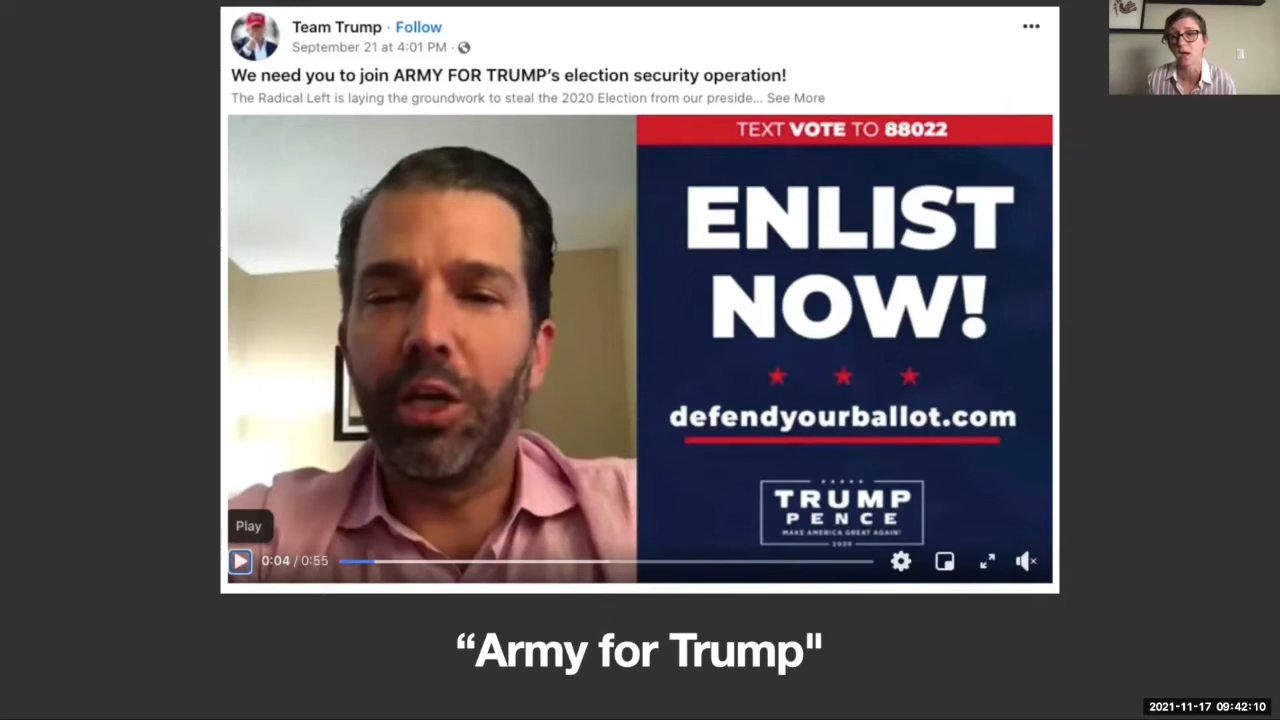 Team Trump · Follow
September 21 at 4:01 PM ·
We need you to join ARMY FOR TRUMP's election security operation!
The Radical Left is laying the groundwork to steal the 2020 Election from our preside... See More
TEXT VOTE TO 88022
ENLIST
NOW!
defendyourballot.com
TRUMP
PENCE
MAKE AMERICA GREAT AGAIN!
2020
Play
0:04 / 0:55
“Army for Trump"
2021-11-17 09:42:10